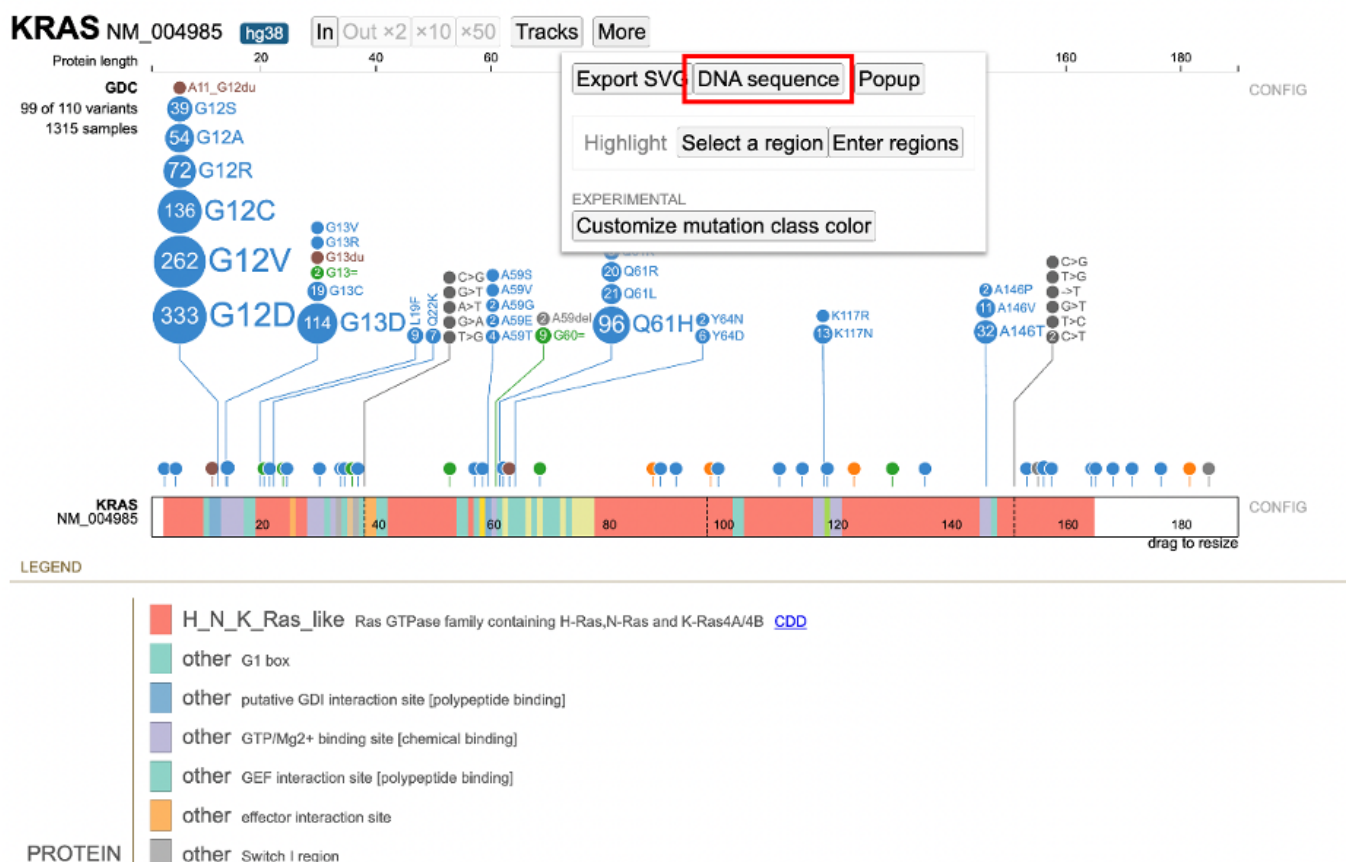 KRAS NM_004985 hg38 In Out ×2 ×10 ×50 Tracks More
Protein length 20 40 60 160 180
Export SVG DNA sequence Popup
GDC
99 of 110 variants
1315 samples
CONFIG
Highlight Select a region Enter regions
EXPERIMENTAL
Customize mutation class color
A11_G12du
39 G12S
54 G12A
72 G12R
136 G12C
262 G12V
333 G12D
G13V
G13R
G13du
2 G13=
19 G13C
114 G13D
9 L19F
7 Q22K
C>G
G>T
A>T
G>A
T>G
A59S
A59V
2 A59G
2 A59E
4 A59T
2 A59del
9 G60=
20 Q61R
21 Q61L
96 Q61H
2 Y64N
6 Y64D
K117R
13 K117N
2 A146P
11 A146V
32 A146T
C>G
T>G
->T
G>T
T>C
2 C>T
KRAS
NM_004985
20 40 60 80 100 120 140 160 180
CONFIG
drag to resize
LEGEND
H_N_K_Ras_like Ras GTPase family containing H-Ras,N-Ras and K-Ras4A/4B CDD
other G1 box
other putative GDI interaction site [polypeptide binding]
other GTP/Mg2+ binding site [chemical binding]
other GEF interaction site [polypeptide binding]
other effector interaction site
PROTEIN other Switch I region